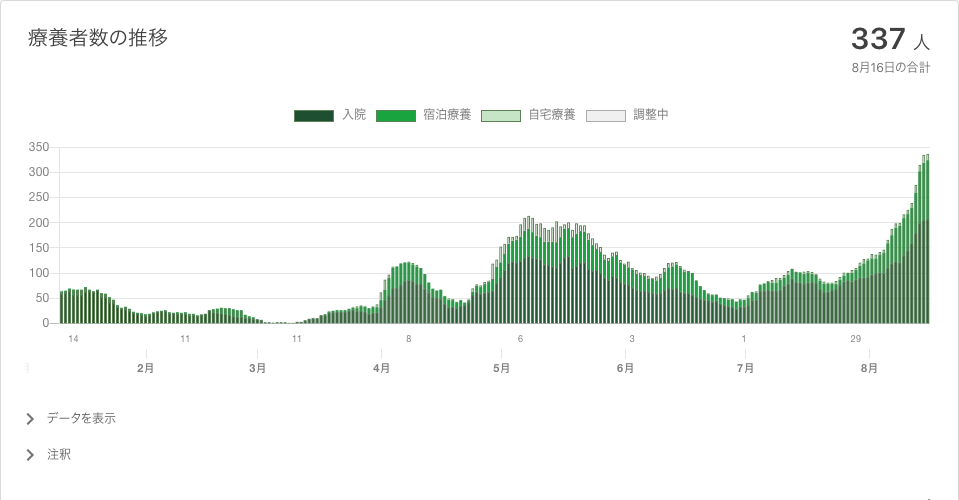 療養者数の推移
337 人
8月16日の合計
入院 宿泊療養 自宅療養 調整中
350
300
250
200
150
100
50
0
14 11 11 8 6 3 1 29
2月 3月 4月 5月 6月 7月 8月
データを表示
注釈